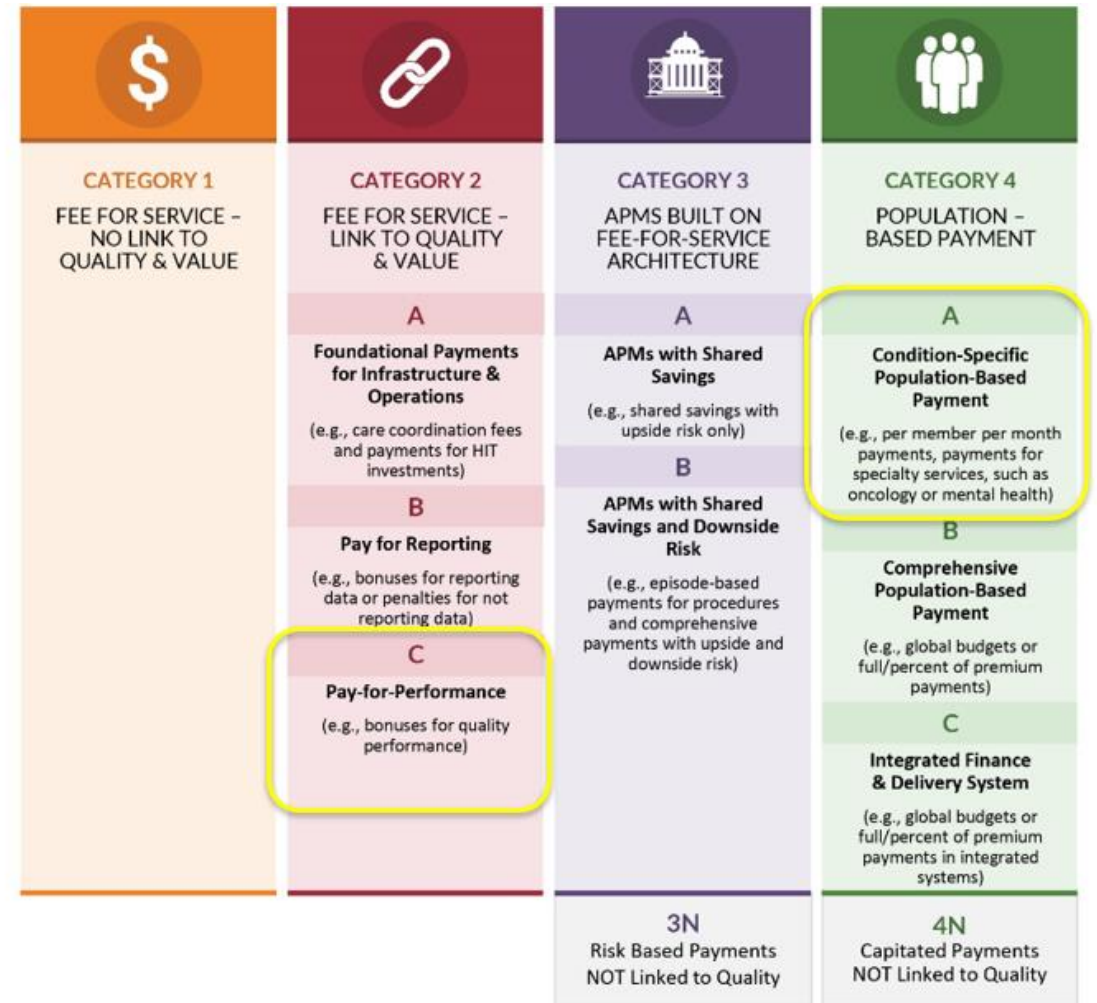 $
CATEGORY 1
FEE FOR SERVICE –
NO LINK TO
QUALITY & VALUE
CATEGORY 2
FEE FOR SERVICE –
LINK TO QUALITY
& VALUE
A
Foundational Payments
for Infrastructure &
Operations
(e.g., care coordination fees
and payments for HIT
investments)
B
Pay for Reporting
(e.g., bonuses for reporting
data or penalties for not
reporting data)
C
Pay-for-Performance
(e.g., bonuses for quality
performance)
CATEGORY 3
APMS BUILT ON
FEE-FOR-SERVICE
ARCHITECTURE
A
APMs with Shared
Savings
(e.g., shared savings with
upside risk only)
B
APMs with Shared
Savings and Downside
Risk
(e.g., episode-based
payments for procedures
and comprehensive
payments with upside and
downside risk)
3N
Risk Based Payments
NOT Linked to Quality
CATEGORY 4
POPULATION –
BASED PAYMENT
A
Condition-Specific
Population-Based
Payment
(e.g., per member per month
payments, payments for
specialty services, such as
oncology or mental health)
B
Comprehensive
Population-Based
Payment
(e.g., global budgets or
full/percent of premium
payments)
C
Integrated Finance
& Delivery System
(e.g., global budgets or
full/percent of premium
payments in integrated
systems)
4N
Capitated Payments
NOT Linked to Quality